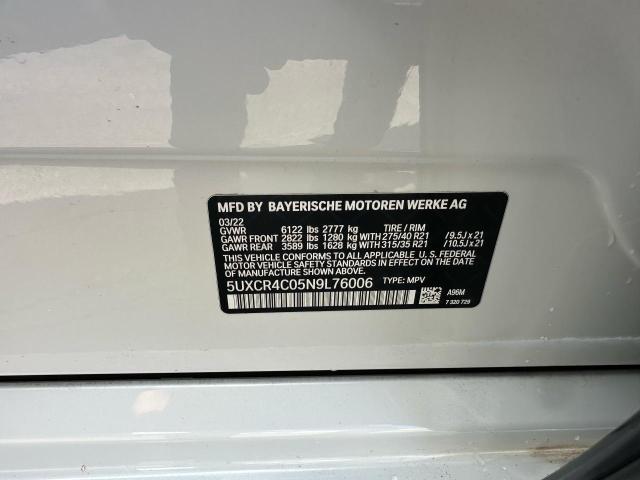 MFD BY BAYERISCHE MOTOREN WERKE AG
03/22
GVWR 6122 lbs 2777 kg TIRE / RIM
GAWR FRONT 2822 lbs 1280 kg WITH 275/40 R21 / 9.5J x 21
GAWR REAR 3589 lbs 1628 kg WITH 315/35 R21 / 10.5J x 21
THIS VEHICLE CONFORMS TO ALL APPLICABLE U.S. FEDERAL
MOTOR VEHICLE SAFETY STANDARDS IN EFFECT ON THE DATE OF
MANUFACTURE SHOWN ABOVE.
5UXCR4C05N9L76006 TYPE: MPV
A96M
7 320 729